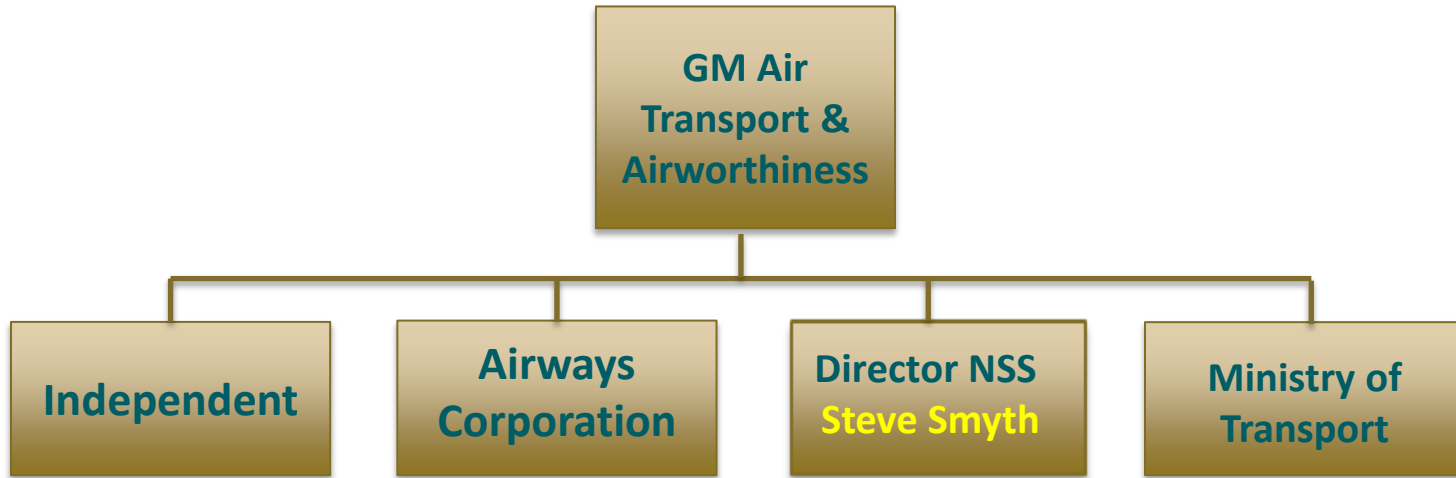 GM Air
Transport &
Airworthiness
Independent
Airways
Corporation
Director NSS
Steve Smyth
Ministry of
Transport